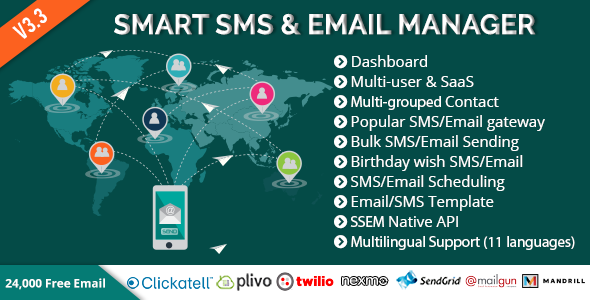 V3.3
SMART SMS & EMAIL MANAGER
Dashboard
Multi-user & SaaS
Multi-grouped Contact
Popular SMS/Email gateway
Bulk SMS/Email Sending
Birthday wish SMS/Email
SMS/Email Scheduling
Email/SMS Template
SSEM Native API
Multilingual Support (11 languages)
SEND
24,000 Free Email
Clickatell
plivo
twilio
nexmo
SendGrid
@mailgun
MANDRILL